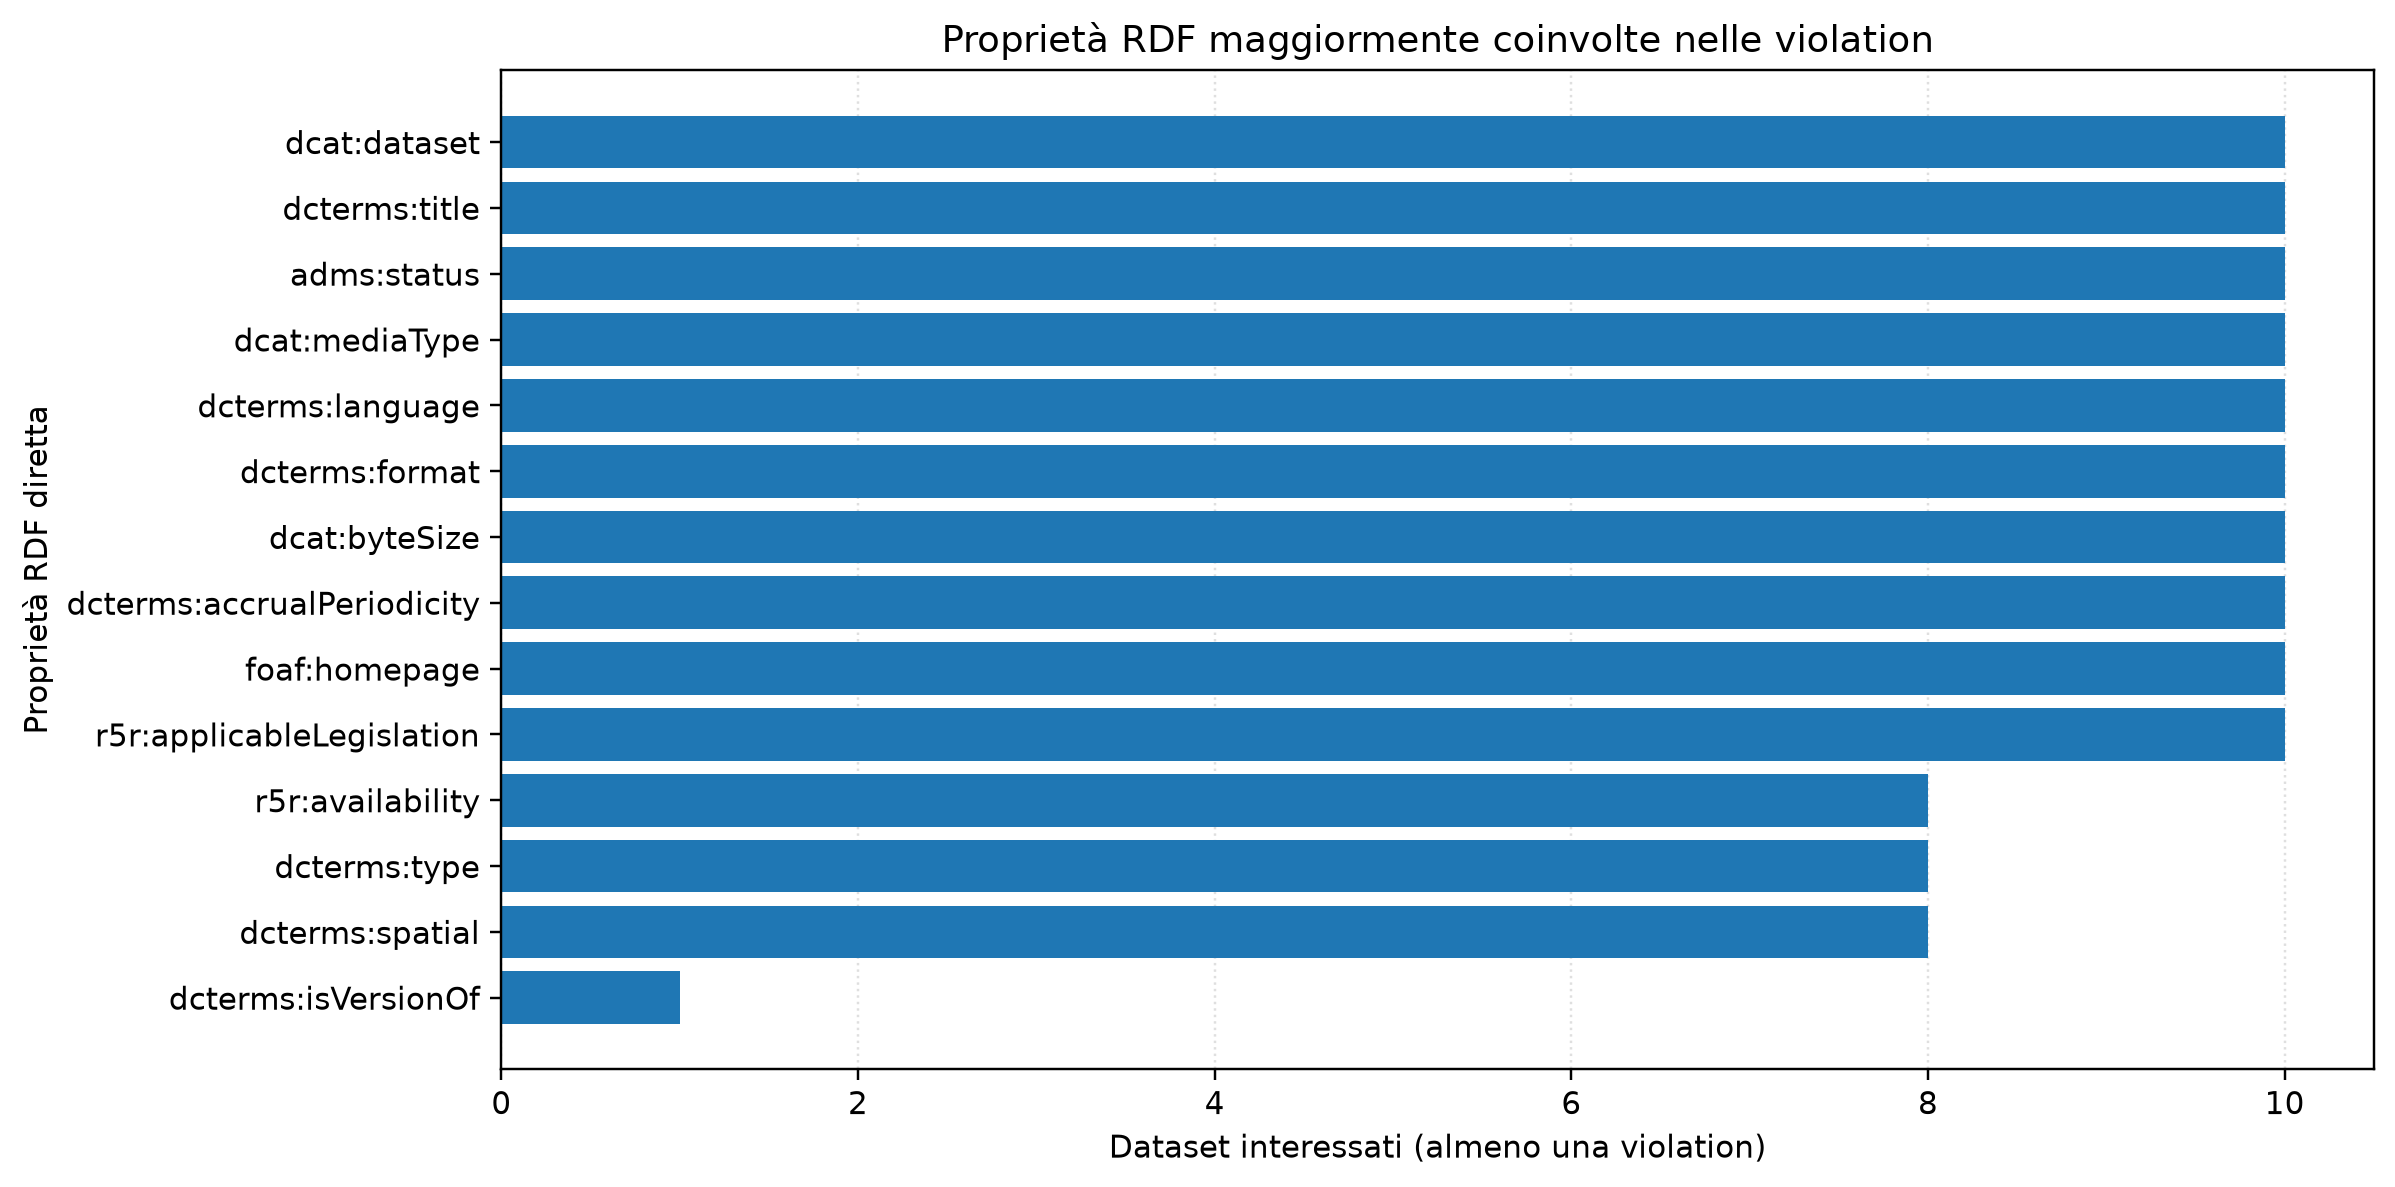 Proprietà RDF maggiormente coinvolte nelle violation
Proprietà RDF diretta
dcat:dataset
dcterms:title
adms:status
dcat:mediaType
dcterms:language
dcterms:format
dcat:byteSize
dcterms:accrualPeriodicity
foaf:homepage
r5r:applicableLegislation
r5r:availability
dcterms:type
dcterms:spatial
dcterms:isVersionOf
0 2 4 6 8 10
Dataset interessati (almeno una violation)